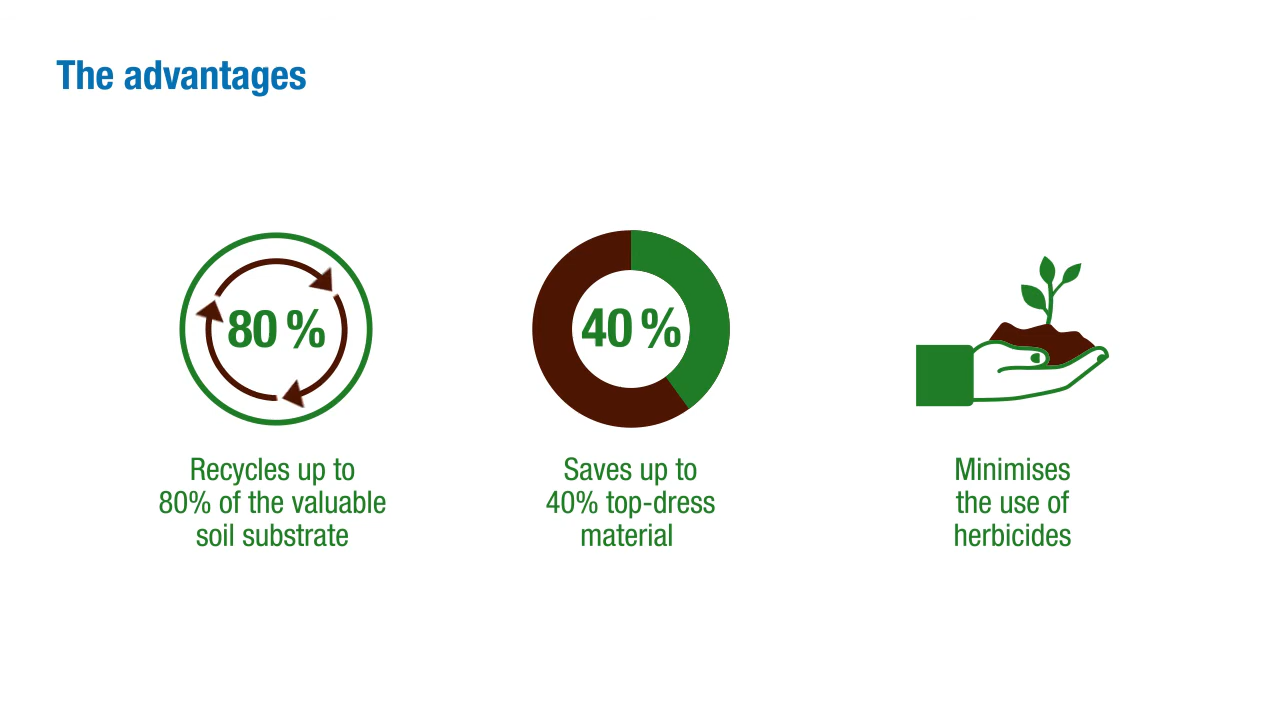 The advantages
80 %
Recycles up to
80% of the valuable
soil substrate
40 %
Saves up to
40% top-dress
material
Minimises
the use of
herbicides